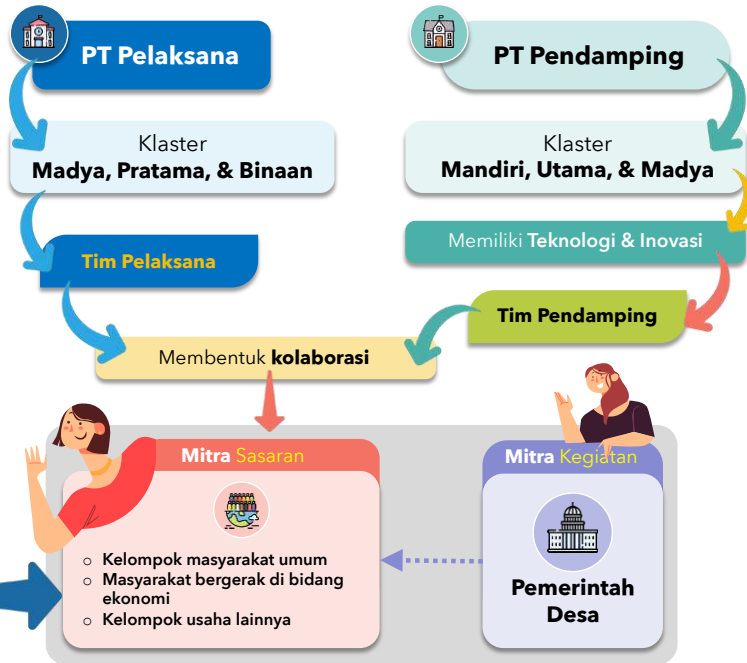 PT Pelaksana
PT Pendamping
Klaster
Madya, Pratama, & Binaan
Klaster
Mandiri, Utama, & Madya
Tim Pelaksana
Memiliki Teknologi & Inovasi
Tim Pendamping
Membentuk kolaborasi
Mitra Sasaran
○ Kelompok masyarakat umum
○ Masyarakat bergerak di bidang
ekonomi
○ Kelompok usaha lainnya
Mitra Kegiatan
Pemerintah
Desa